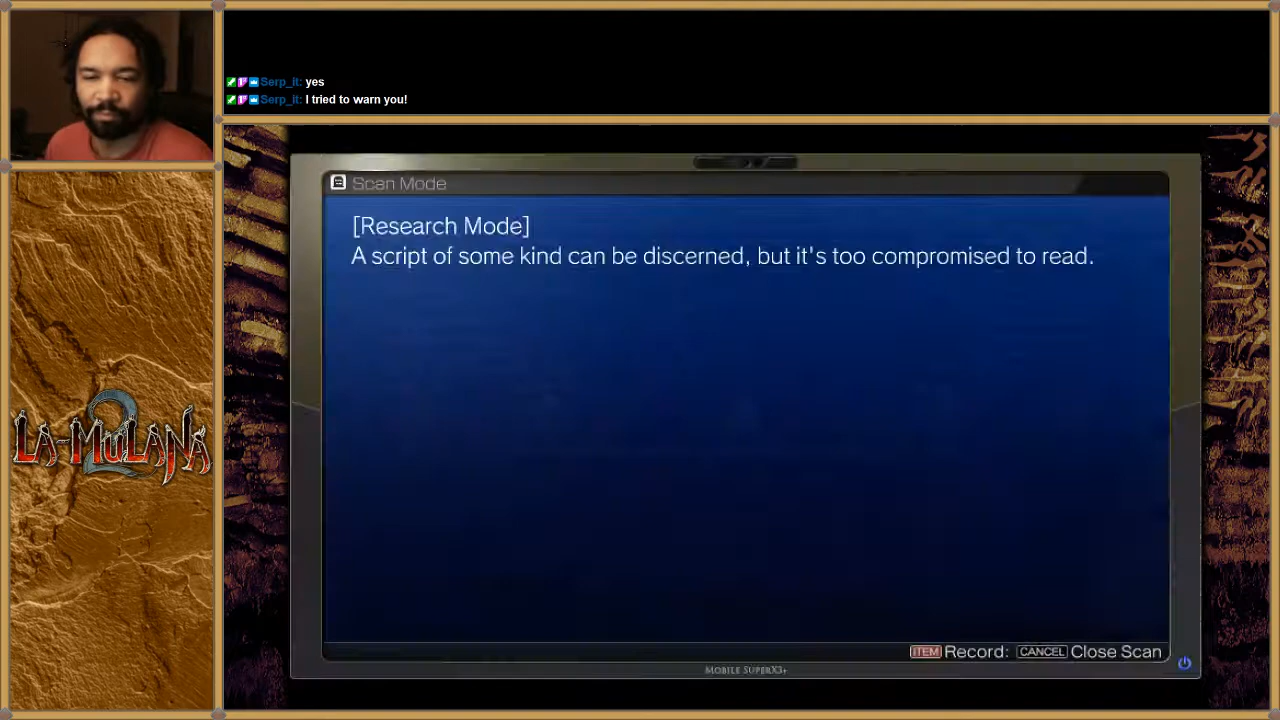 Serp_it: yes
Serp_it: I tried to warn you!
Scan Mode
[Research Mode]
A script of some kind can be discerned, but it's too compromised to read.
LA-MULANA
2
ITEM Record: CANCEL Close Scan
MOBILE SUPERX3+